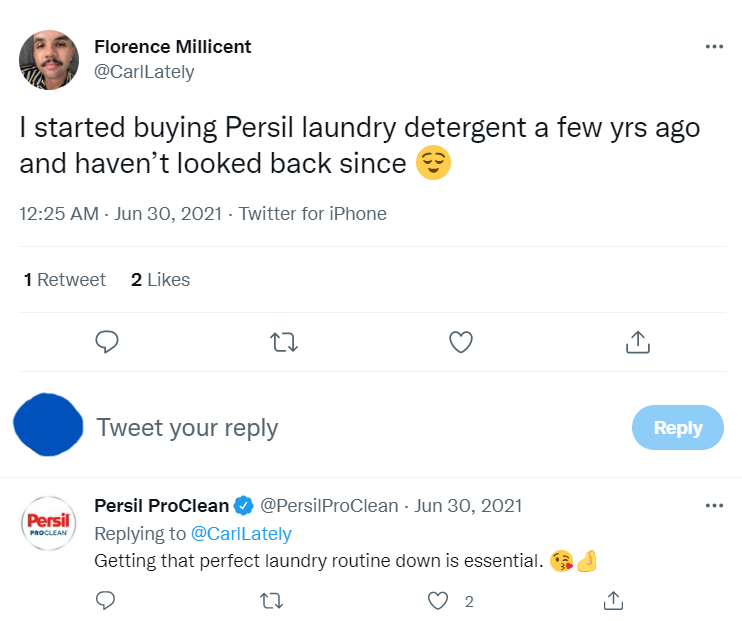 Florence Millicent
@CarlLately
I started buying Persil laundry detergent a few yrs ago
and haven’t looked back since 😌
12:25 AM · Jun 30, 2021 · Twitter for iPhone
1 Retweet 2 Likes
Tweet your reply
Reply
Persil
PROCLEAN
Persil ProClean @PersilProClean · Jun 30, 2021
Replying to @CarlLately
Getting that perfect laundry routine down is essential. 😘🤌
2